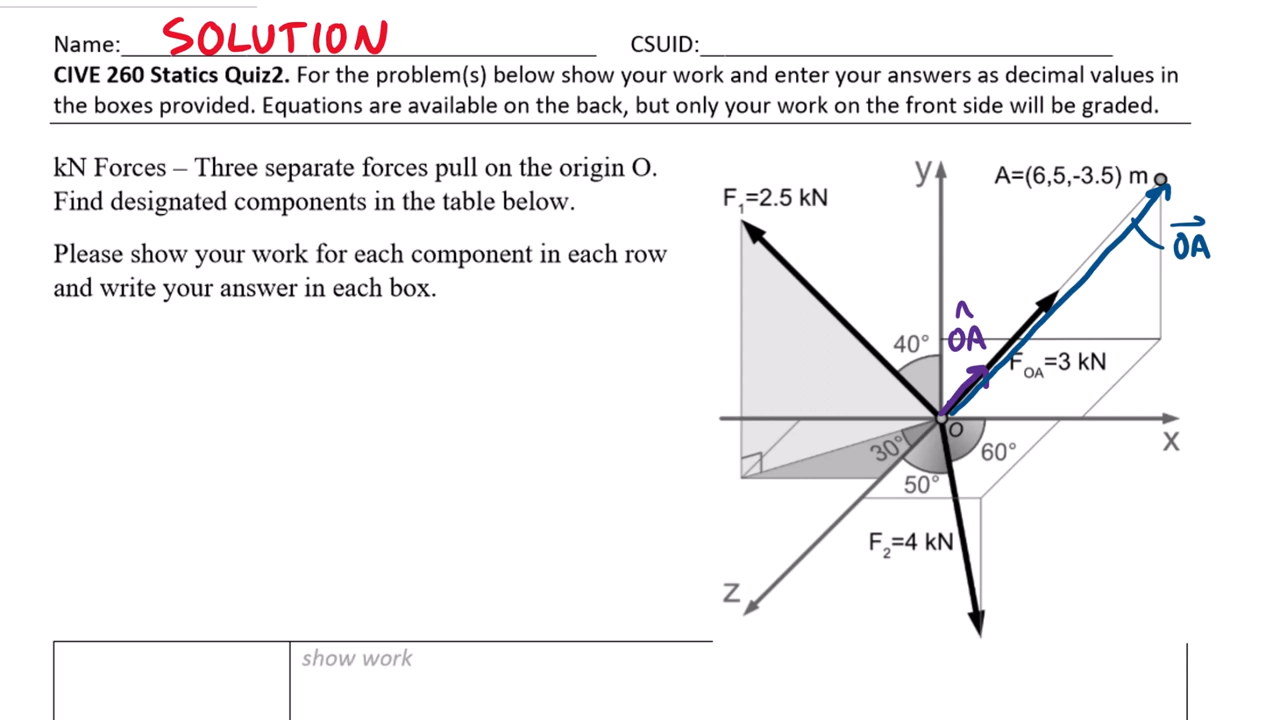 Name: SOLUTION CSUID:
CIVE 260 Statics Quiz2. For the problem(s) below show your work and enter your answers as decimal values in
the boxes provided. Equations are available on the back, but only your work on the front side will be graded.
kN Forces – Three separate forces pull on the origin O.
Find designated components in the table below.
Please show your work for each component in each row
and write your answer in each box.
y
A=(6,5,-3.5) m
F₁=2.5 kN
OA
OA
40°
F_OA=3 kN
O
x
30°
60°
50°
F₂=4 kN
z
show work